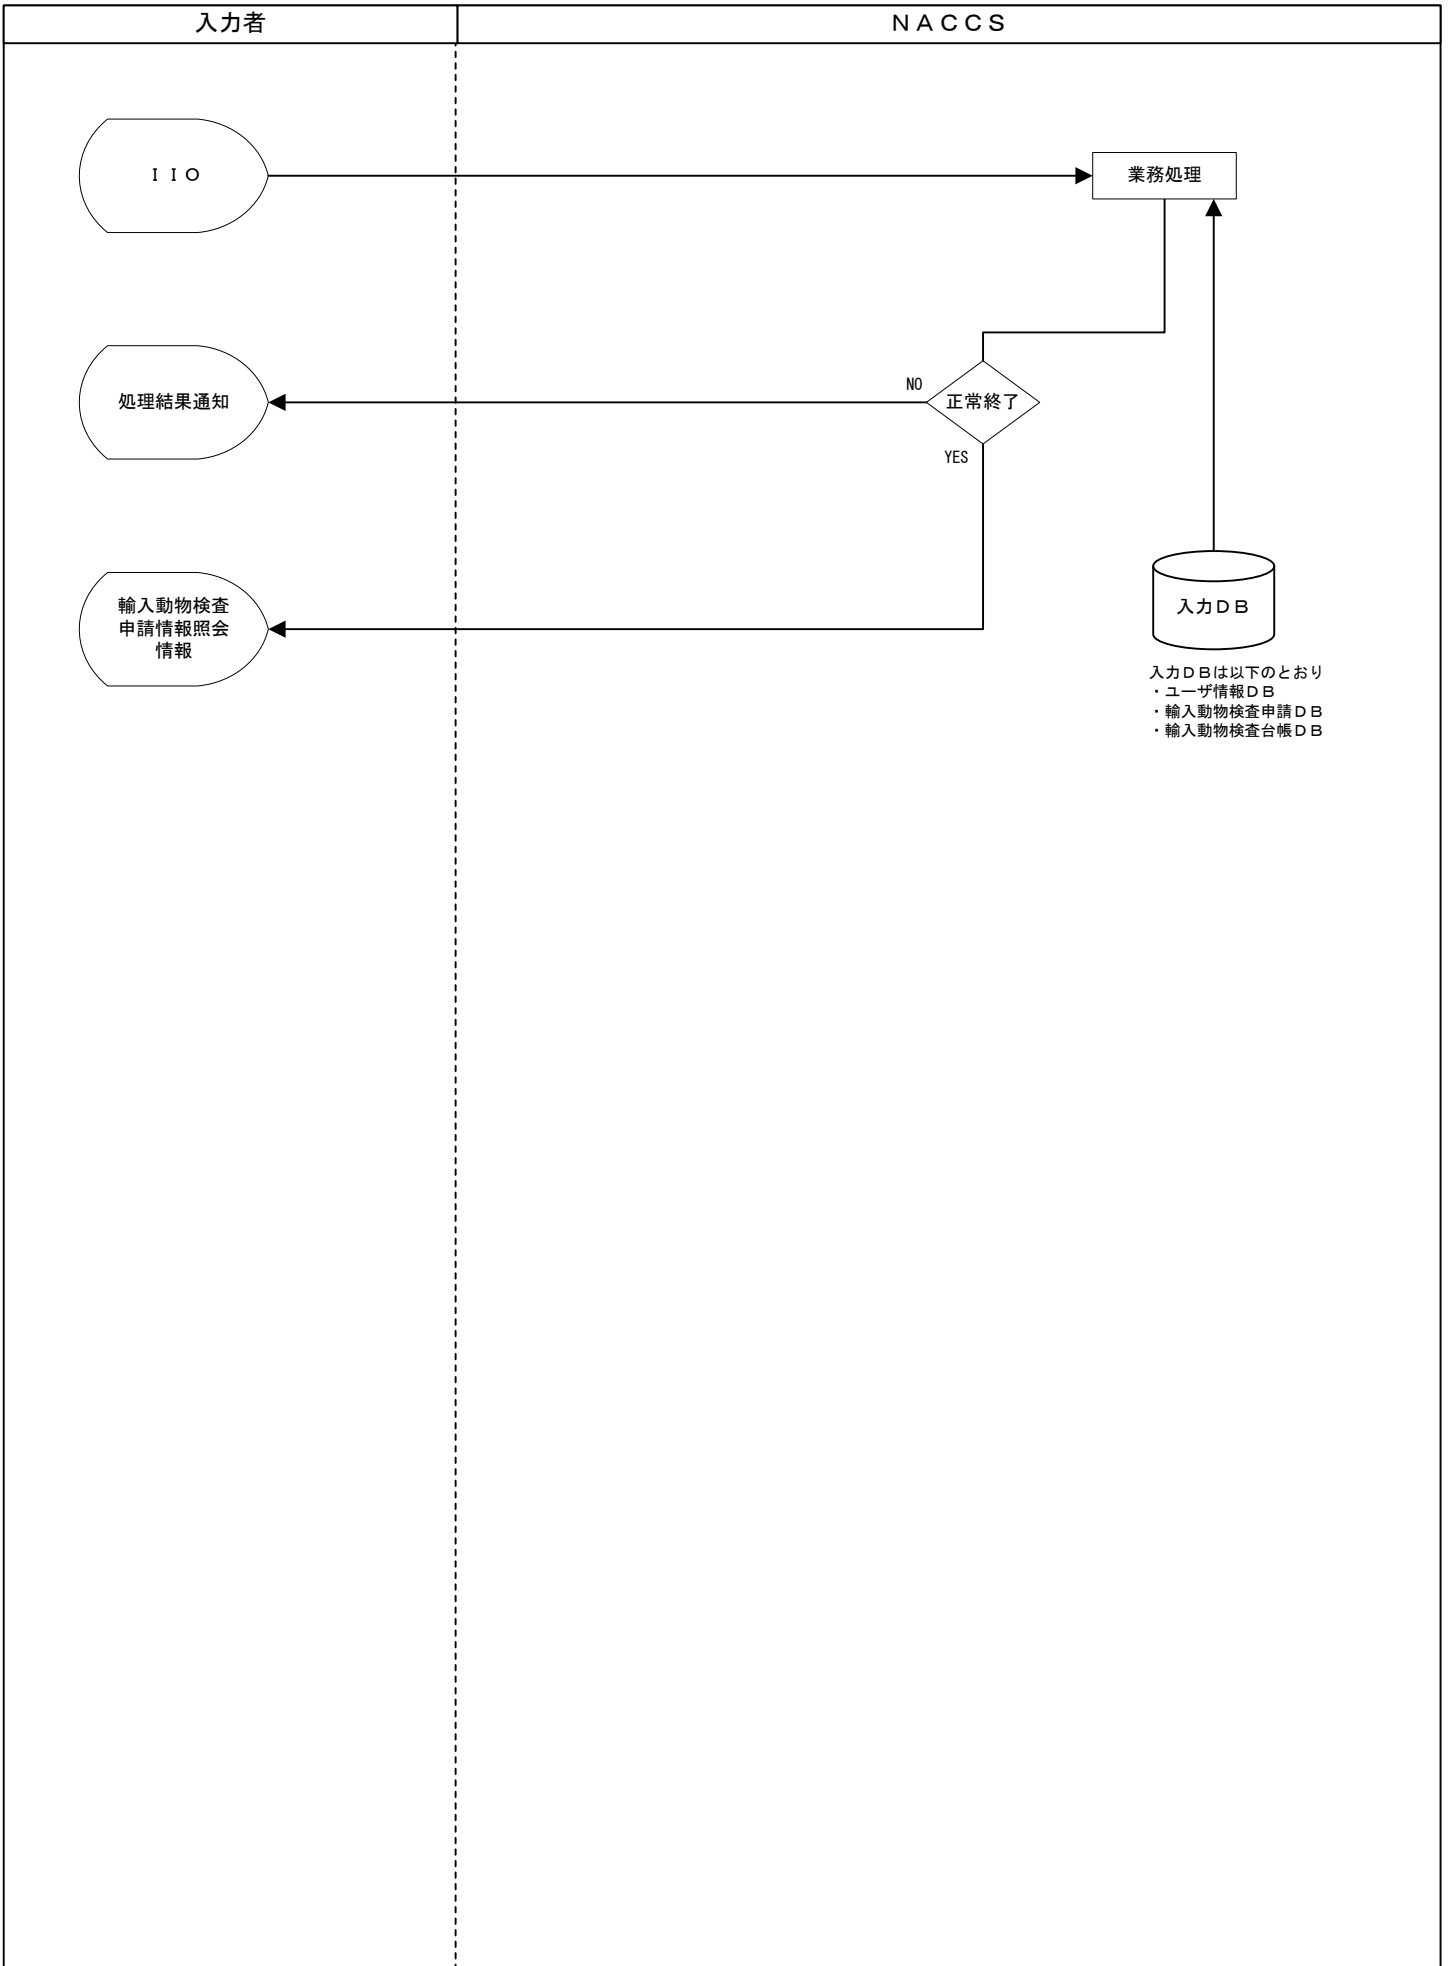 入力者
ＮＡＣＣＳ
ＩＩＯ
業務処理
処理結果通知
NO
正常終了
YES
輸入動物検査
申請情報照会
情報
入力ＤＢ
入力ＤＢは以下のとおり
・ユーザ情報ＤＢ
・輸入動物検査申請ＤＢ
・輸入動物検査台帳ＤＢ